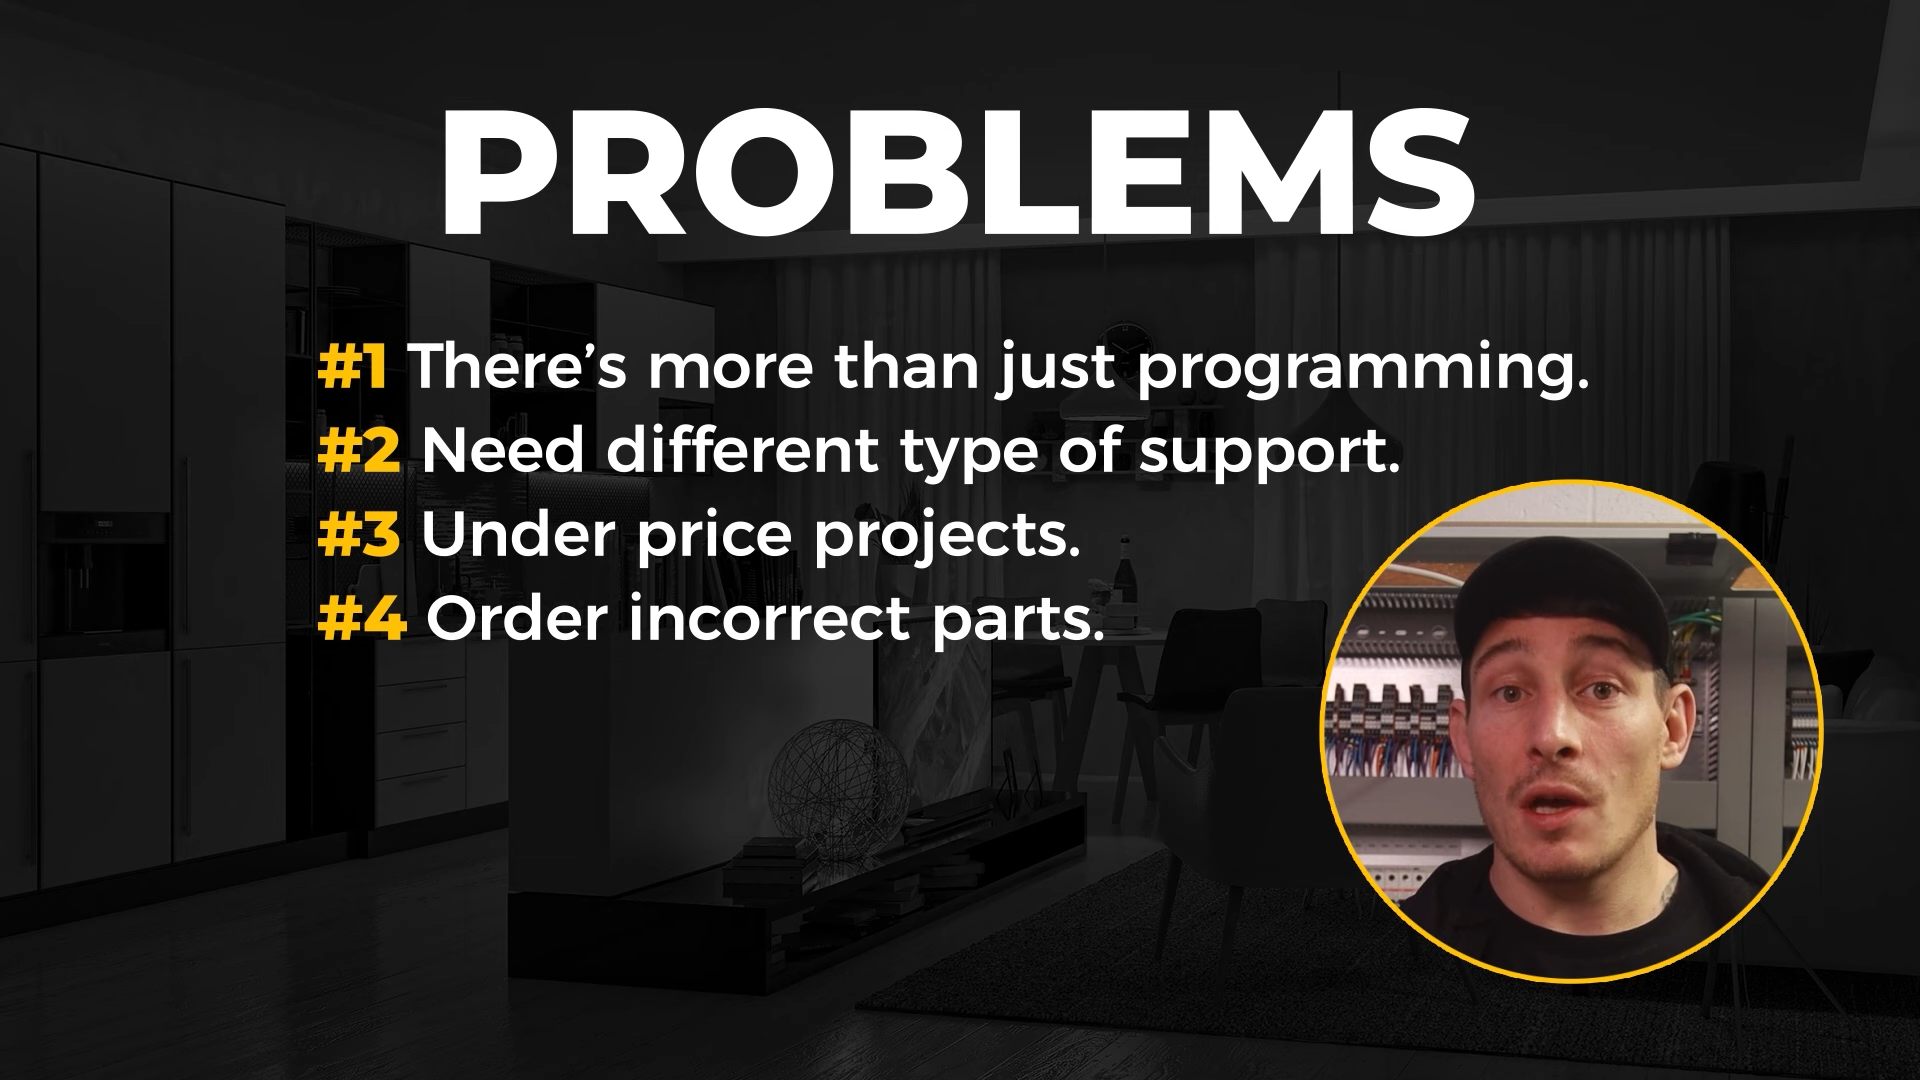 PROBLEMS
#1 There’s more than just programming.
#2 Need different type of support.
#3 Under price projects.
#4 Order incorrect parts.